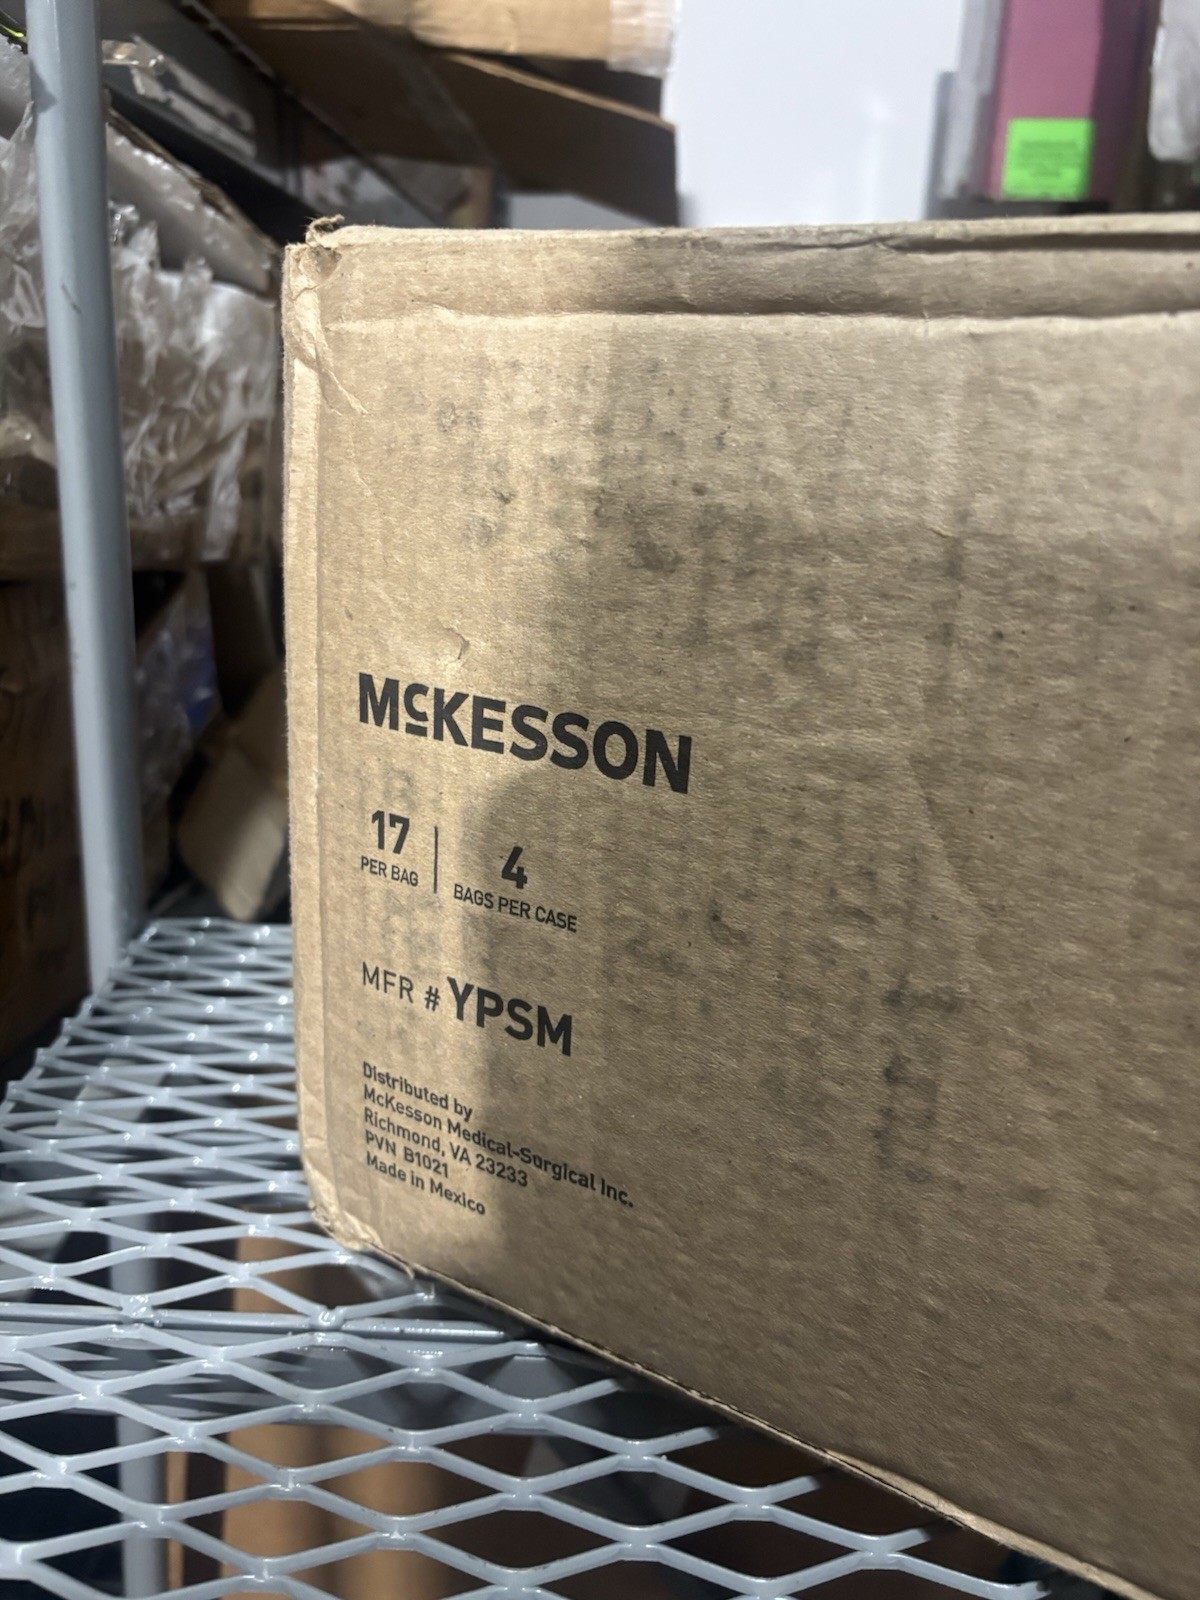 McKESSON
17
PER BAG
4
BAGS PER CASE
MFR # YPSM
Distributed by
McKesson Medical-Surgical Inc.
Richmond, VA 23233
PVN B1021
Made in Mexico